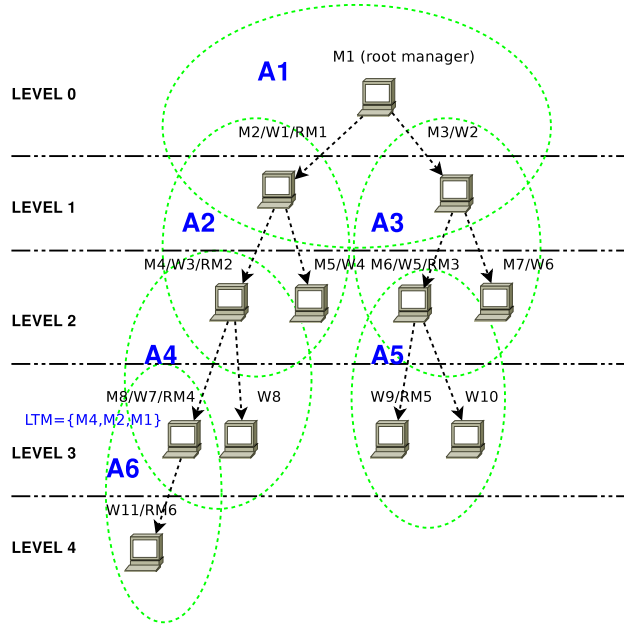 M1 (root manager)
A1
LEVEL 0
M2/W1/RM1
M3/W2
LEVEL 1
A2
A3
M4/W3/RM2
M5/W4
M6/W5/RM3
M7/W6
LEVEL 2
A4
A5
M8/W7/RM4
W8
W9/RM5
W10
LTM={M4,M2,M1}
LEVEL 3
A6
W11/RM6
LEVEL 4